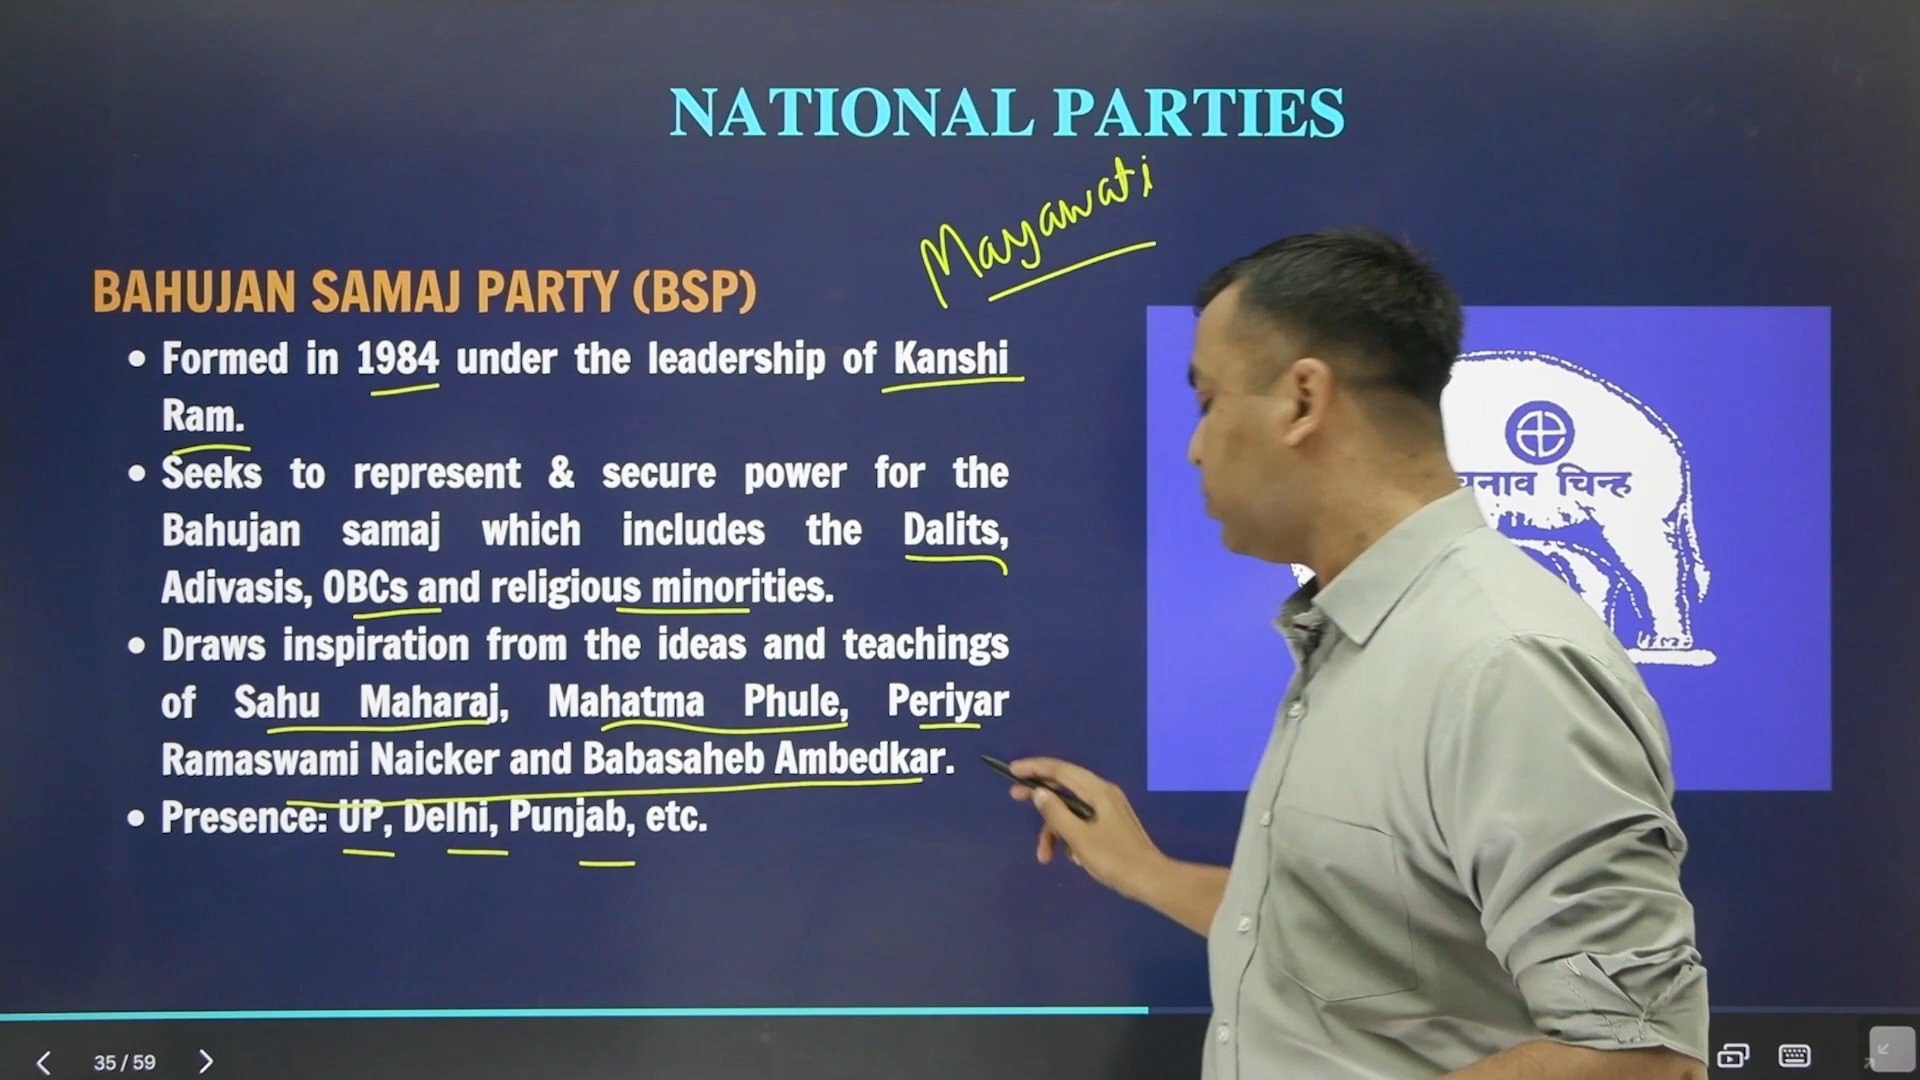 NATIONAL PARTIES
Mayawati
BAHUJAN SAMAJ PARTY (BSP)
• Formed in 1984 under the leadership of Kanshi
Ram.
• Seeks to represent & secure power for the
Bahujan samaj which includes the Dalits,
Adivasis, OBCs and religious minorities.
• Draws inspiration from the ideas and teachings
of Sahu Maharaj, Mahatma Phule, Periyar
Ramaswami Naicker and Babasaheb Ambedkar.
• Presence: UP, Delhi, Punjab, etc.
चिन्ह
35 / 59